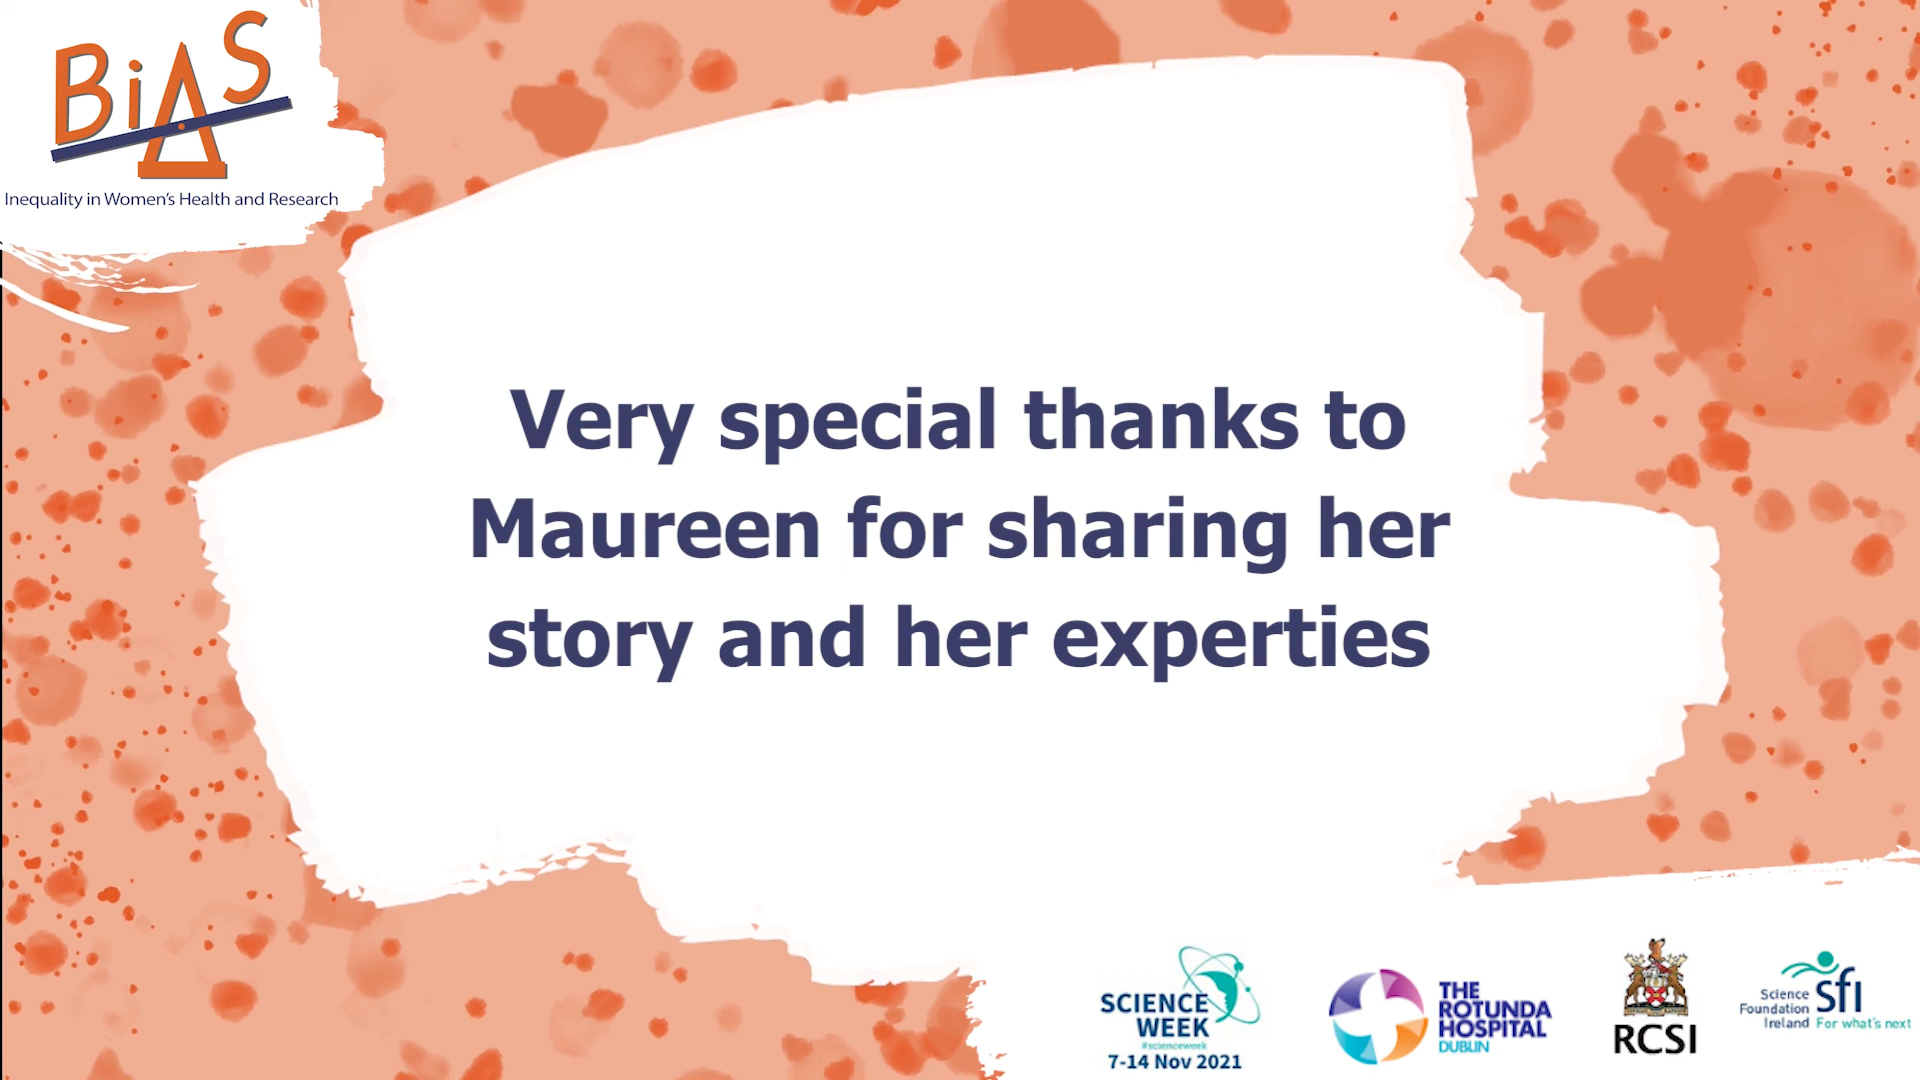 BiAS
Inequality in Women's Health and Research
Very special thanks to
Maureen for sharing her
story and her experties
SCIENCE
WEEK
#scienceweek
7-14 Nov 2021
THE
ROTUNDA
HOSPITAL
DUBLIN
RCSI
Science
Foundation
Ireland
sfi
For what's next